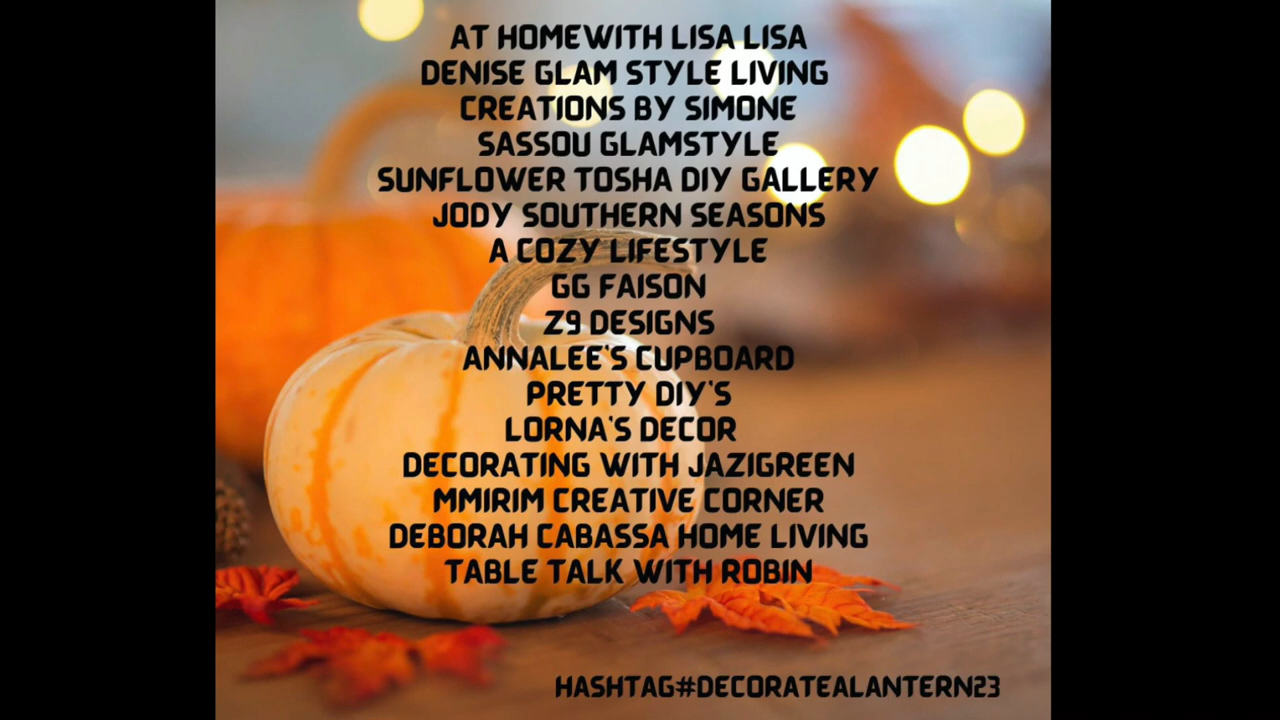 AT HOMEWITH LISA LISA
DENISE GLAM STYLE LIVING
CREATIONS BY SIMONE
SASSOU GLAMSTYLE
SUNFLOWER TOSHA DIY GALLERY
JODY SOUTHERN SEASONS
A COZY LIFESTYLE
GG FAISON
Z9 DESIGNS
ANNALEE'S CUPBOARD
PRETTY DIY'S
LORNA'S DECOR
DECORATING WITH JAZIGREEN
MMIRIM CREATIVE CORNER
DEBORAH CABASSA HOME LIVING
TABLE TALK WITH ROBIN
HASHTAG#DECORATEALANTERN23